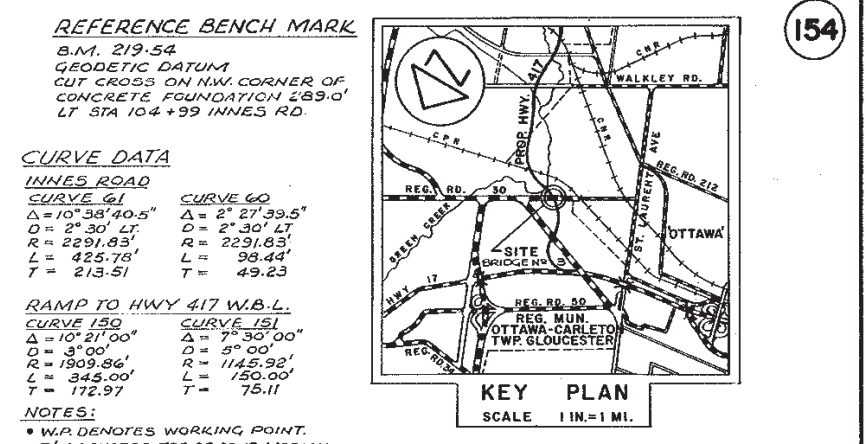 REFERENCE BENCH MARK
B.M. 219.54
GEODETIC DATUM
CUT CROSS ON N.W. CORNER OF
CONCRETE FOUNDATION 289.0'
LT STA 104+99 INNES RD.
CURVE DATA
INNES ROAD
CURVE 61
Δ = 10° 38' 40.5"
D = 2° 30' LT.
R = 2291.83'
L = 425.78'
T = 213.51
CURVE 60
Δ = 2° 27' 39.5"
D = 2° 30' LT
R = 2291.83'
L = 98.44'
T = 49.23
RAMP TO HWY 417 W.B.L.
CURVE 150
Δ = 10° 21' 00"
D = 3° 00'
R = 1909.86'
L = 345.00'
T = 172.97
CURVE 151
Δ = 7° 30' 00"
D = 5° 00'
R = 1145.92'
L = 150.00'
T = 75.11
NOTES:
• W.P. DENOTES WORKING POINT.
154
Z
CNR
WALKLEY RD.
PROP. HWY. 417
CPR
CNR
ST. LAURENT AVE
REG. RD. 212
REG. RD. 30
GREEN CREEK
'OTTAWA'
SITE
BRIDGE Nº 3
HWY 17
REG. RD. 50
REG. MUN.
OTTAWA-CARLETO
TWP. GLOUCESTER
KEY PLAN
SCALE 1 IN.=1 MI.